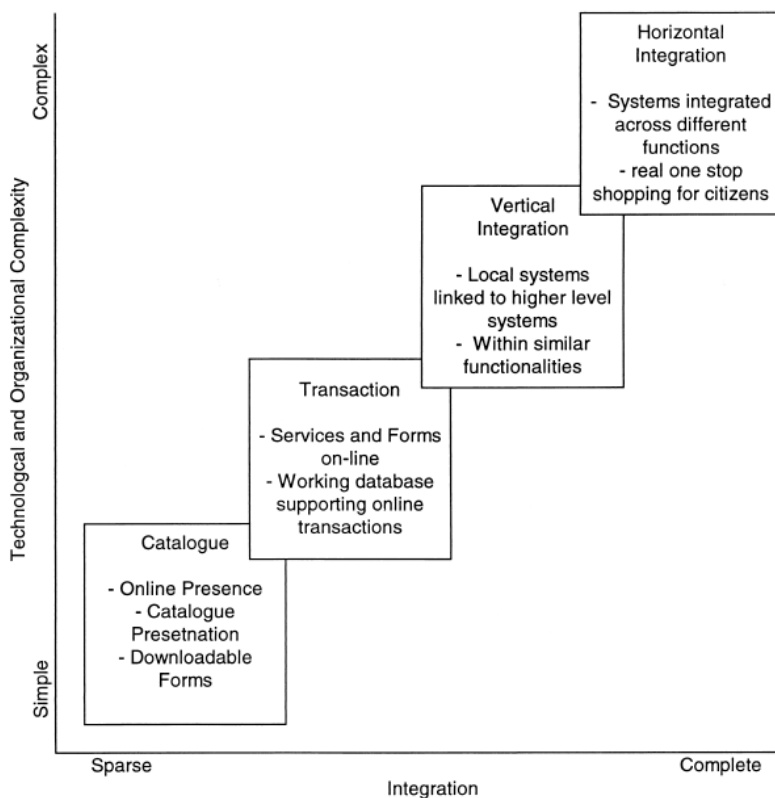 Technologcal and Organizational Complexity
Complex
Simple
Horizontal
Integration
- Systems integrated
across different
functions
- real one stop
shopping for citizens
Vertical
Integration
- Local systems
linked to higher level
systems
- Within similar
functionalities
Transaction
- Services and Forms
on-line
- Working database
supporting online
transactions
Catalogue
- Online Presence
- Catalogue
Presetnation
- Downloadable
Forms
Sparse
Complete
Integration